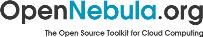 OpenNebula.org
The Open Source Toolkit for Cloud Computing